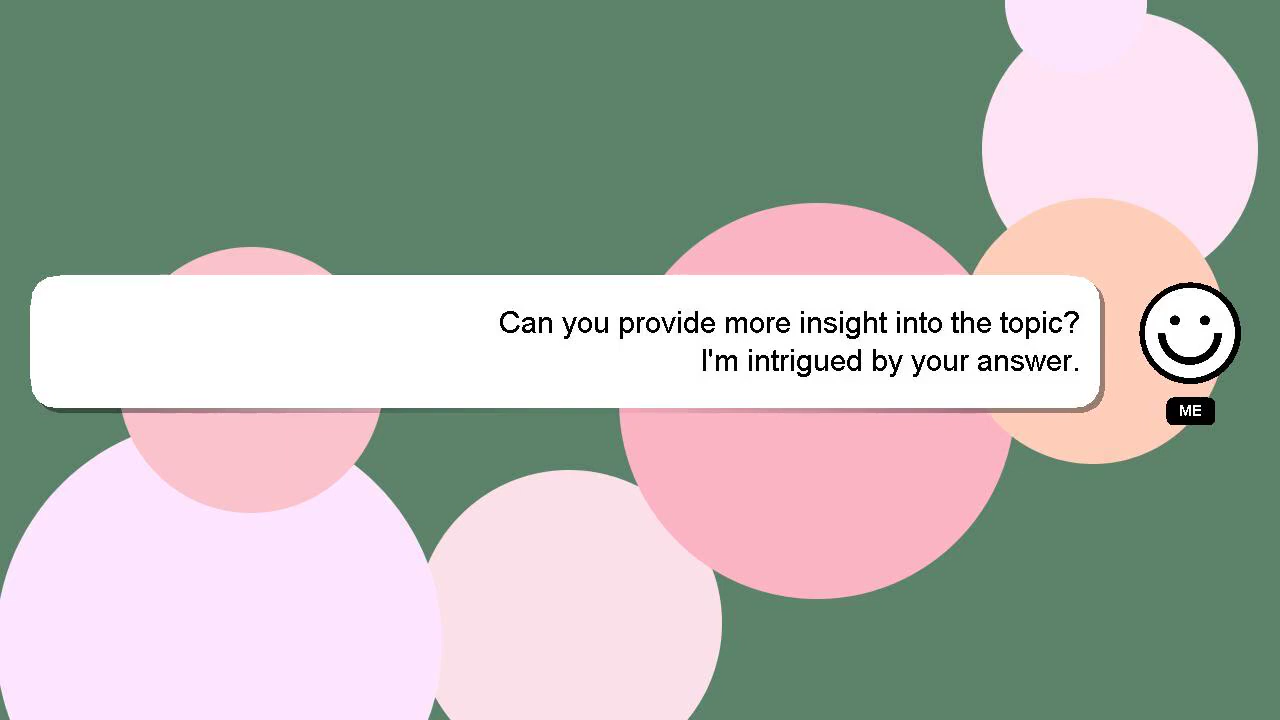 Can you provide more insight into the topic?
I'm intrigued by your answer.
ME